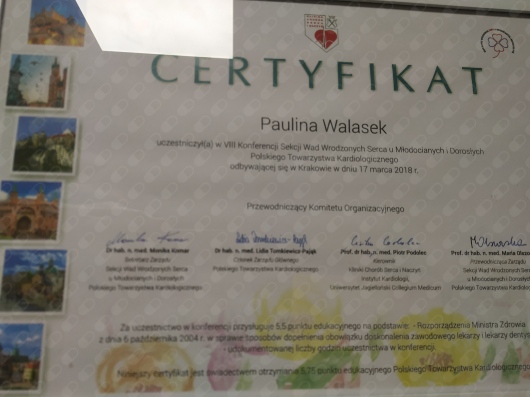 CERTYFIKAT
Paulina Walasek
uczestniczył(a) w VIII Konferencji Sekcji Wad Wrodzonych Serca u Młodocianych i Dorosłych
Polskiego Towarzystwa Kardiologicznego
odbywającej się w Krakowie w dniu 17 marca 2018 r.
Przewodniczący Komitetu Organizacyjnego
Dr hab. n. med. Monika Komar
Sekretarz Zarządu
Sekcji Wad Wrodzonych Serca
u Młodocianych i Dorosłych
Polskiego Towarzystwa Kardiologicznego
Dr hab. n. med. Lidia Tomkiewicz-Pająk
Członek Zarządu Głównego
Polskiego Towarzystwa Kardiologicznego
Prof. dr hab. n. med. Piotr Podolec
Kierownik
Kliniki Chorób Serca i Naczyń
Instytut Kardiologii,
Uniwersytet Jagielloński Collegium Medicum
Prof. dr hab. n. med. Maria
Przewodnicząca Zarządu
Sekcji Wad Wrodzonych Serca
u Młodocianych i Dorosłych
Polskiego Towarzystwa
Za uczestnictwo w konferencji przysługuje 5,5 punktu edukacyjnego na podstawie: - Rozporządzenia Ministra Zdrowia
z dnia 6 października 2004 r. w sprawie sposobów dopełnienia obowiązku doskonalenia zawodowego lekarzy i lekarzy
- udokumentowanej liczby godzin uczestnictwa w konferencji.
Niniejszy certyfikat jest świadectwem otrzymania punktu edukacyjnego Polskiego Towarzystwa Kardiologicznego